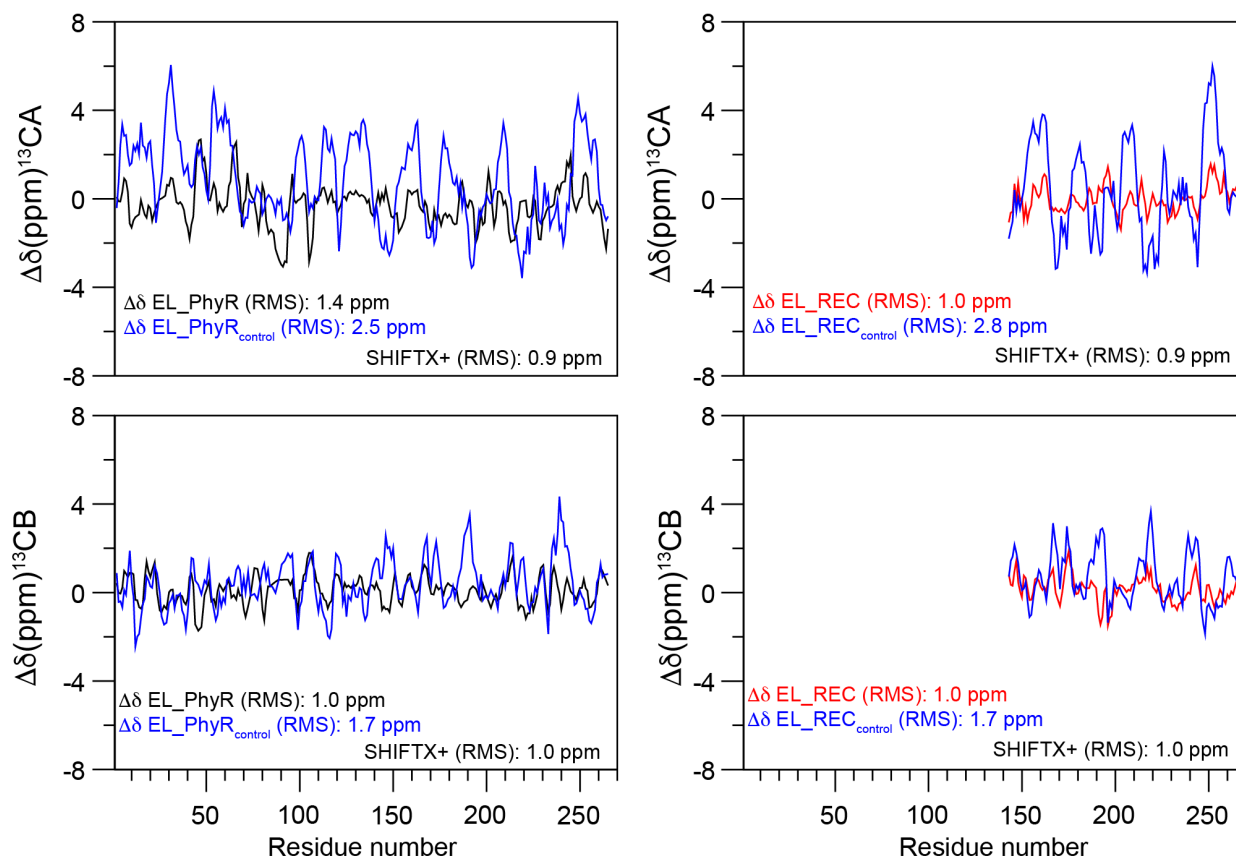 8
4
0
-4
-8
Δδ(ppm)¹³CA
Δδ EL_PhyR (RMS): 1.4 ppm
Δδ EL_PhyRcontrol (RMS): 2.5 ppm
SHIFTX+ (RMS): 0.9 ppm
8
4
0
-4
-8
Δδ(ppm)¹³CA
Δδ EL_REC (RMS): 1.0 ppm
Δδ EL_RECcontrol (RMS): 2.8 ppm
SHIFTX+ (RMS): 0.9 ppm
8
4
0
-4
-8
Δδ(ppm)¹³CB
Δδ EL_PhyR (RMS): 1.0 ppm
Δδ EL_PhyRcontrol (RMS): 1.7 ppm
SHIFTX+ (RMS): 1.0 ppm
50 100 150 200 250
Residue number
8
4
0
-4
-8
Δδ(ppm)¹³CB
Δδ EL_REC (RMS): 1.0 ppm
Δδ EL_RECcontrol (RMS): 1.7 ppm
SHIFTX+ (RMS): 1.0 ppm
50 100 150 200 250
Residue number